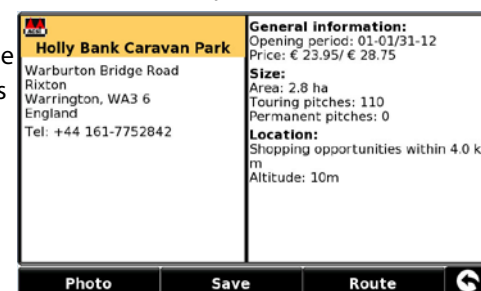 e
s
ACSI
Holly Bank Caravan Park
Warburton Bridge Road
Rixton
Warrington, WA3 6
England
Tel: +44 161-7752842
General information:
Opening period: 01-01/31-12
Price: € 23.95/ € 28.75
Size:
Area: 2.8 ha
Touring pitches: 110
Permanent pitches: 0
Location:
Shopping opportunities within 4.0 k
m
Altitude: 10m
Photo
Save
Route